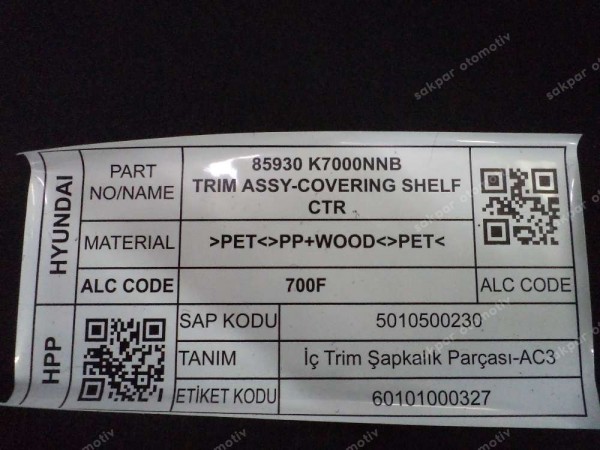 HYUNDAI
PART NO/NAME
85930 K7000NNB
TRIM ASSY-COVERING SHELF
CTR
MATERIAL
>PET<>PP+WOOD<>PET<
ALC CODE
700F
ALC CODE
HPP
SAP KODU
5010500230
TANIM
İç Trim Şapkalık Parçası-AC3
ETİKET KODU
60101000327
sakpar otomotiv